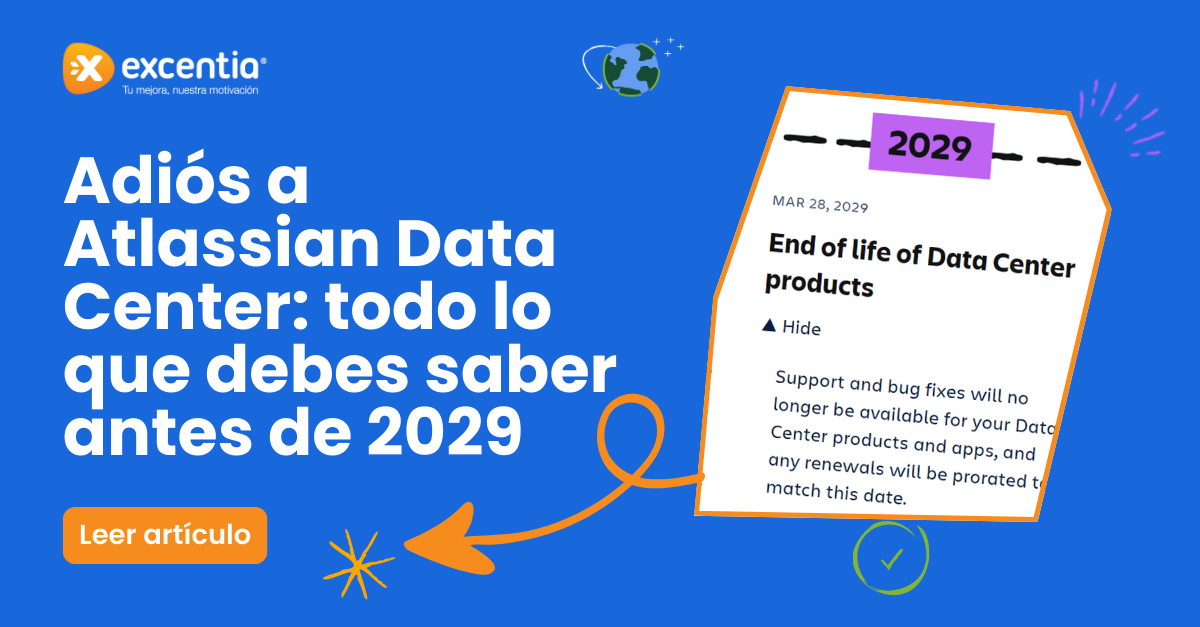 excentia®
Tu mejora, nuestra motivación
Adiós a
Atlassian Data
Center: todo lo
que debes saber
antes de 2029
Leer artículo
2029
MAR 28, 2029
End of life of Data Center
products
▲ Hide
Support and bug fixes will no
longer be available for your Data
Center products and apps, and
any renewals will be prorated to
match this date.